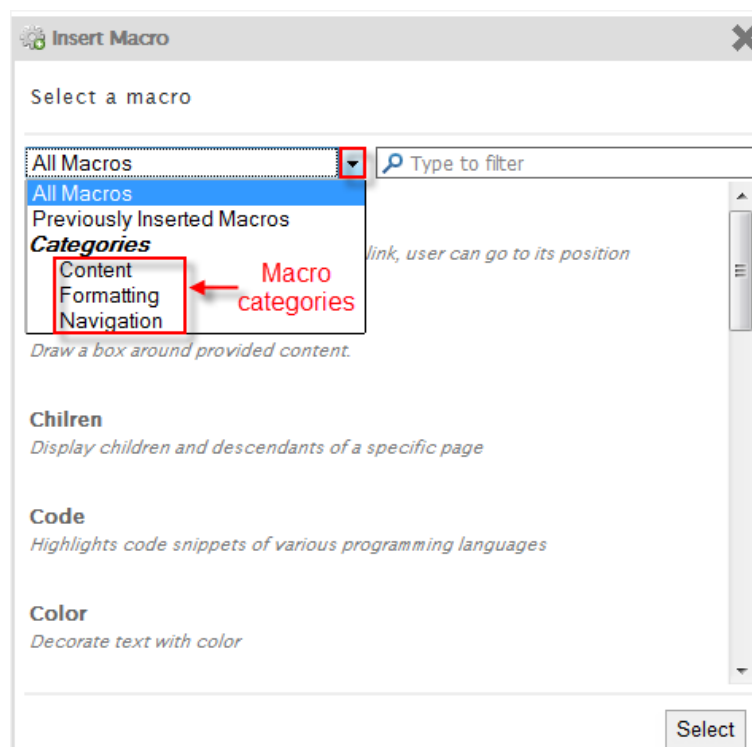 Insert Macro
Select a macro
All Macros
Type to filter
All Macros
Previously Inserted Macros
Categories
link, user can go to its position
Content
Macro
Formatting
categories
Navigation
Draw a box around provided content.
Chilren
Display children and descendants of a specific page
Code
Highlights code snippets of various programming languages
Color
Decorate text with color
Select